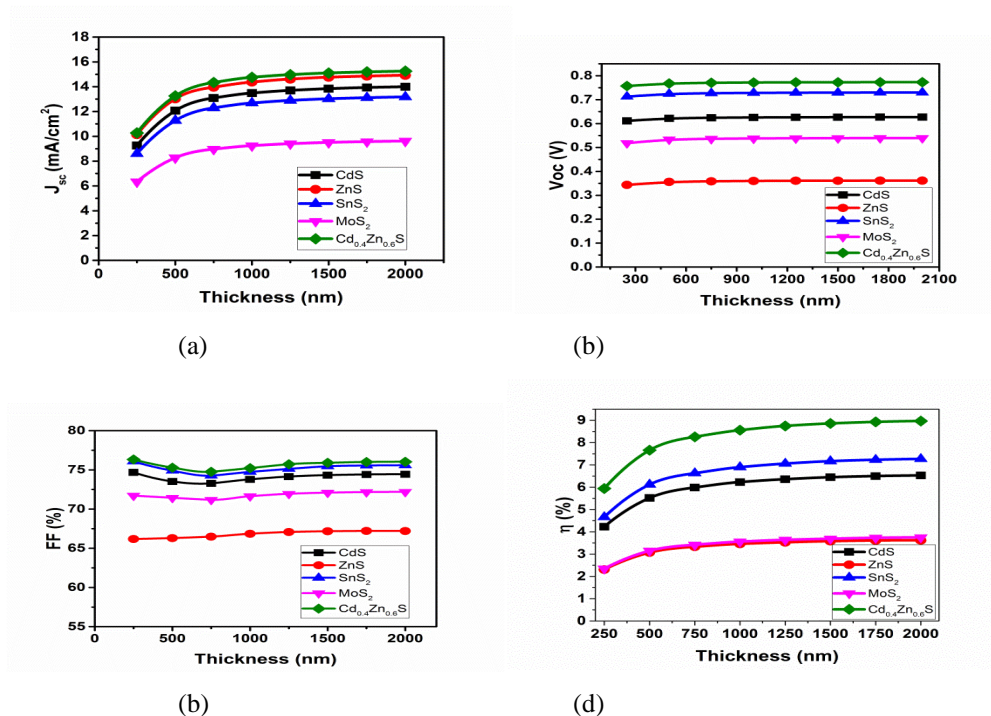 18
16
14
12
10
8
6
4
2
0
J_sc (mA/cm²)
CdS
ZnS
SnS₂
MoS₂
Cd₀.₄Zn₀.₆S
0 500 1000 1500 2000
Thickness (nm)
(a)
0.8
0.7
0.6
0.5
0.4
0.3
0.2
0.1
0.0
Voc (V)
CdS
ZnS
SnS₂
MoS₂
Cd₀.₄Zn₀.₆S
300 600 900 1200 1500 1800 2100
Thickness (nm)
(b)
80
75
70
65
60
55
FF (%)
CdS
ZnS
SnS₂
MoS₂
Cd₀.₄Zn₀.₆S
0 500 1000 1500 2000
Thickness (nm)
(b)
9
8
7
6
5
4
3
2
1
0
η (%)
CdS
ZnS
SnS₂
MoS₂
Cd₀.₄Zn₀.₆S
250 500 750 1000 1250 1500 1750 2000
Thickness (nm)
(d)